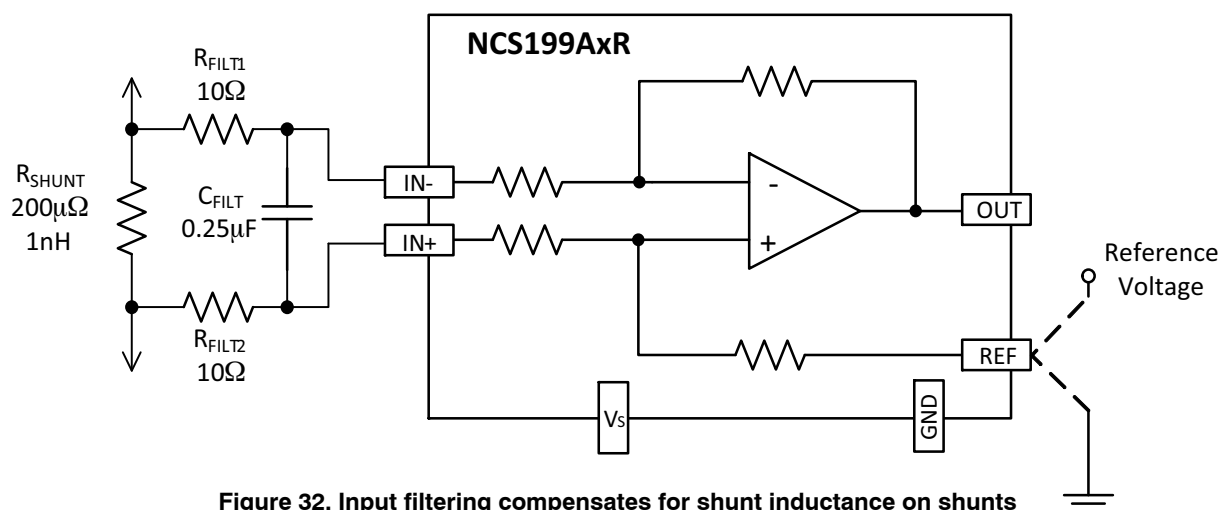 NCS199AxR
R_FILT1
10Ω
R_SHUNT
200μΩ
1nH
C_FILT
0.25μF
IN-
IN+
-
+
OUT
Reference
Voltage
R_FILT2
10Ω
REF
V_S
GND
Figure 32. Input filtering compensates for shunt inductance on shunts